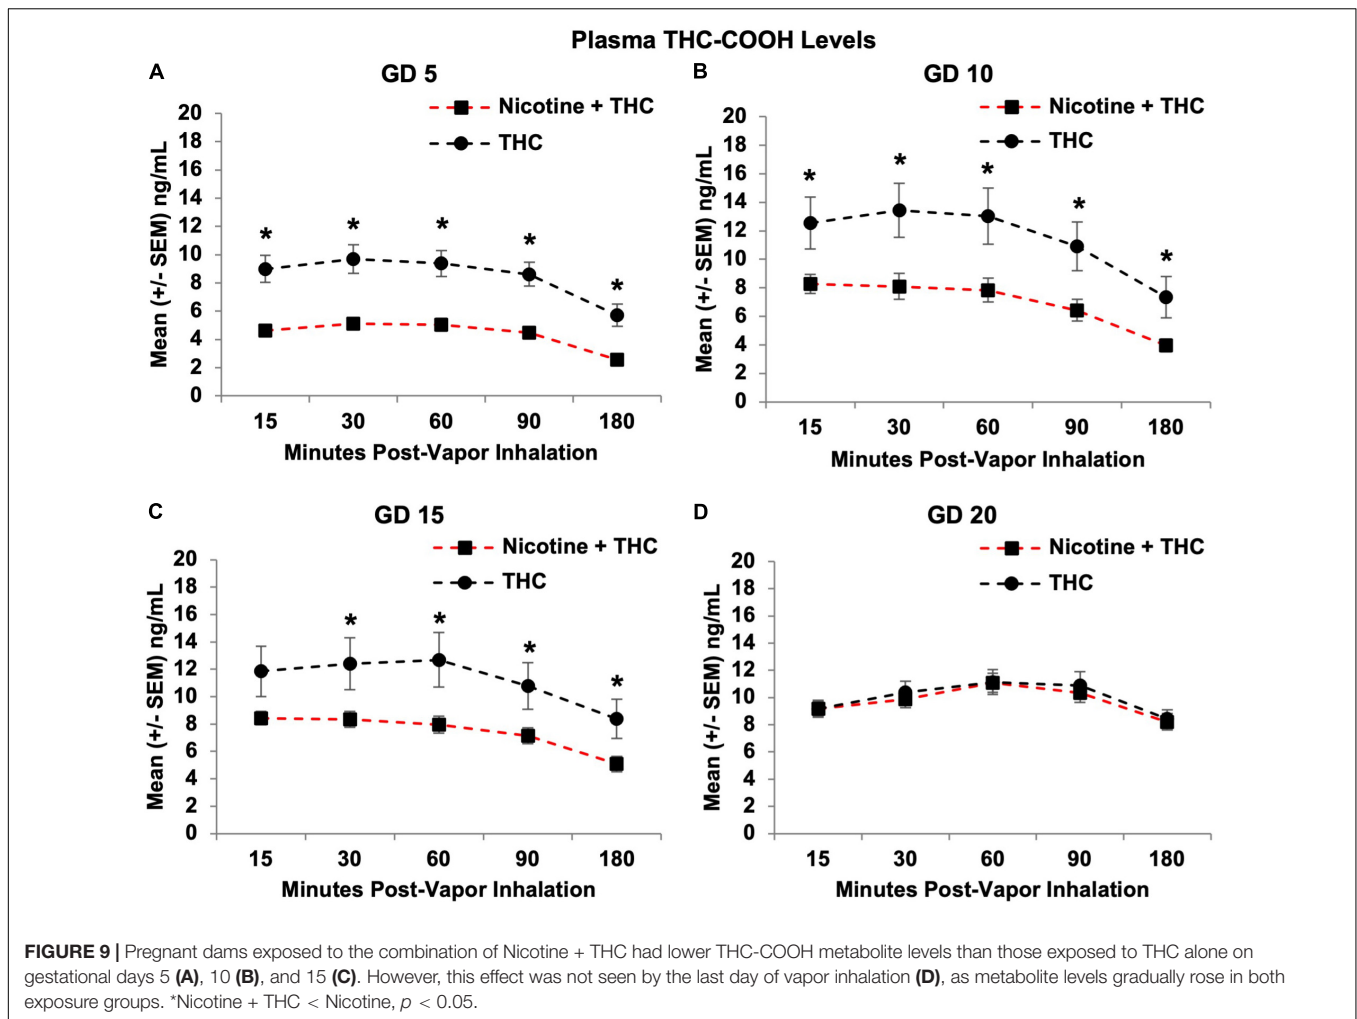 Plasma THC-COOH Levels
A
GD 5
Nicotine + THC
THC
Mean (+/- SEM) ng/mL
20
18
16
14
12
10
8
6
4
2
0
* * * * *
15 30 60 90 180
Minutes Post-Vapor Inhalation
B
GD 10
Nicotine + THC
THC
Mean (+/- SEM) ng/mL
20
18
16
14
12
10
8
6
4
2
0
* * * * *
15 30 60 90 180
Minutes Post-Vapor Inhalation
C
GD 15
Nicotine + THC
THC
Mean (+/- SEM) ng/mL
20
18
16
14
12
10
8
6
4
2
0
* * * *
15 30 60 90 180
Minutes Post-Vapor Inhalation
D
GD 20
Nicotine + THC
THC
Mean (+/- SEM) ng/mL
20
18
16
14
12
10
8
6
4
2
0
15 30 60 90 180
Minutes Post-Vapor Inhalation
FIGURE 9 | Pregnant dams exposed to the combination of Nicotine + THC had lower THC-COOH metabolite levels than those exposed to THC alone on
gestational days 5 (A), 10 (B), and 15 (C). However, this effect was not seen by the last day of vapor inhalation (D), as metabolite levels gradually rose in both
exposure groups. *Nicotine + THC < Nicotine, p < 0.05.